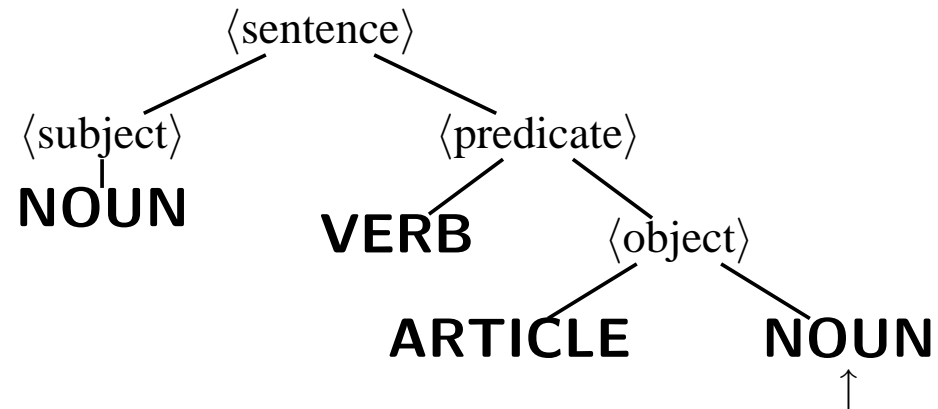 ⟨sentence⟩
⟨subject⟩ ⟨predicate⟩
NOUN
VERB ⟨object⟩
ARTICLE NOUN
↑